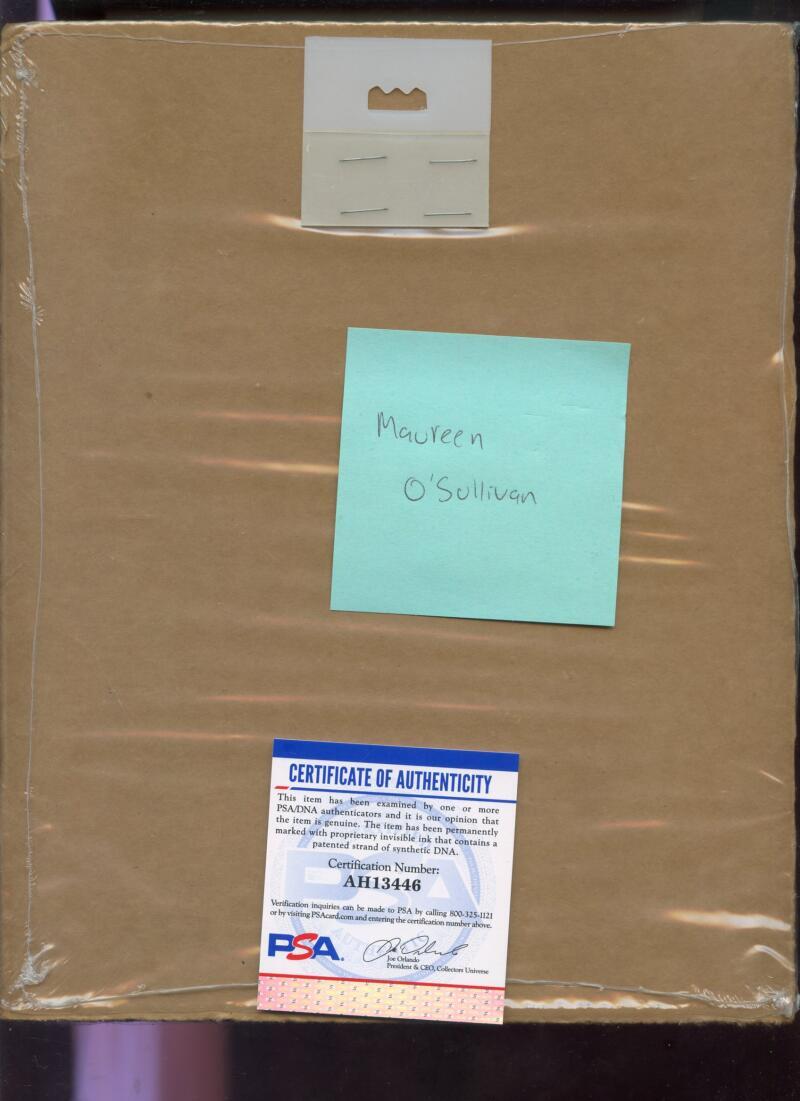 Maureen
O'Sullivan
CERTIFICATE OF AUTHENTICITY
This item has been examined by one or more
PSA/DNA authenticators and it is our opinion that
the item is genuine. The item has been permanently
marked with proprietary invisible ink that contains a
patented strand of synthetic DNA.
Certification Number:
AH13446
Verification inquiries can be made to PSA by calling 800-325-1121
or by visiting PSAcard.com and entering the certification number above.
PSA.
Joe Orlando
President & CEO, Collectors Universe